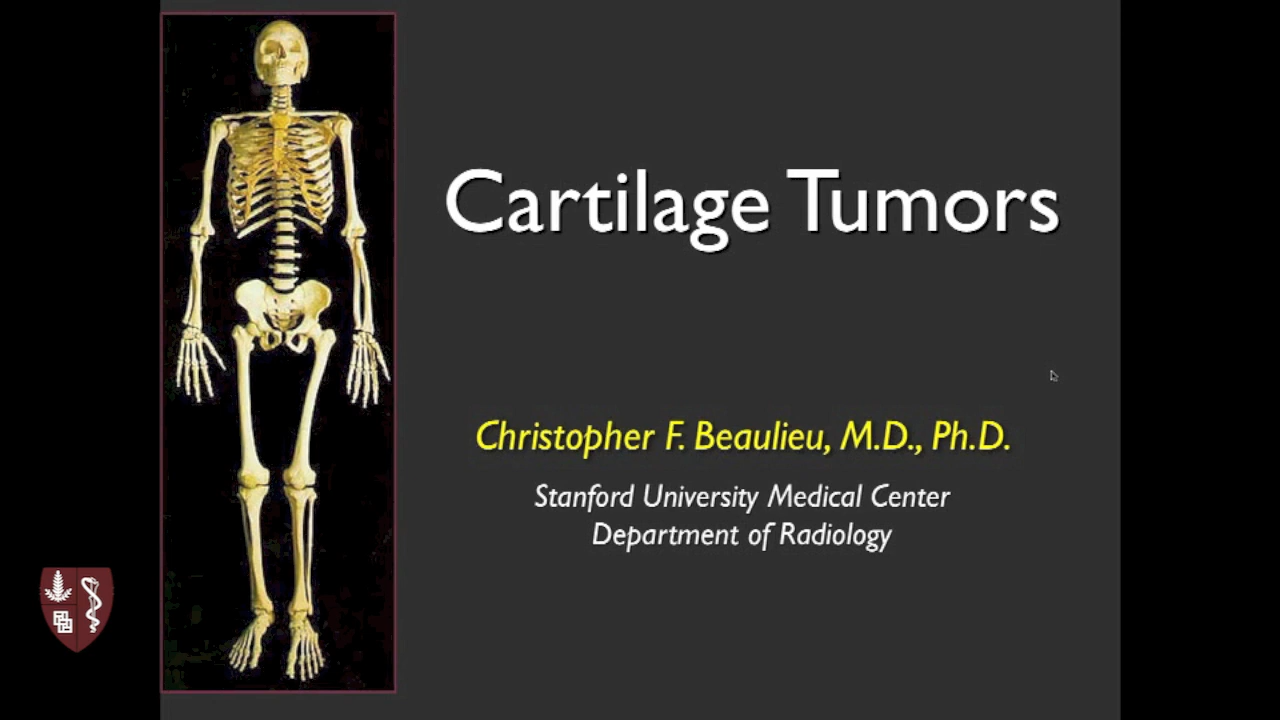 Cartilage Tumors
Christopher F. Beaulieu, M.D., Ph.D.
Stanford University Medical Center
Department of Radiology